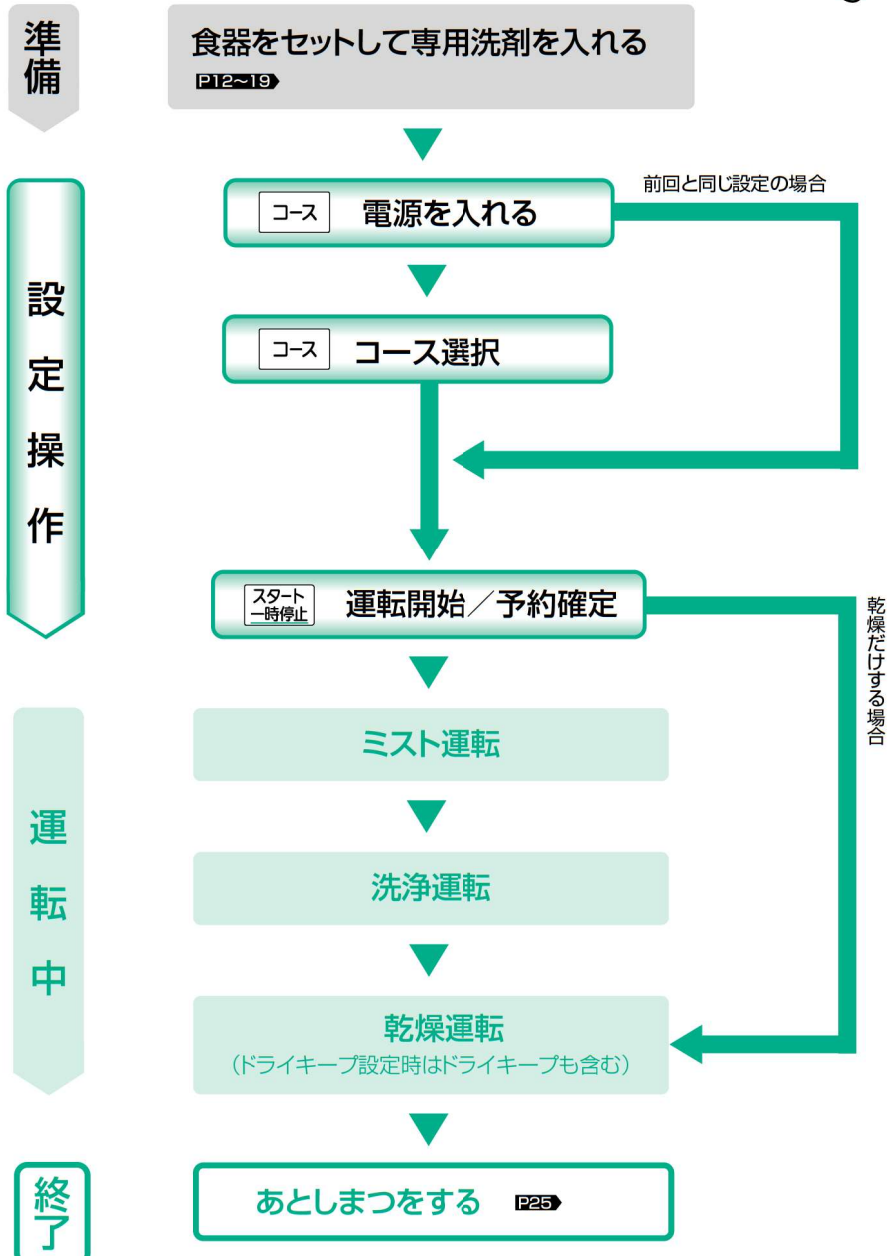 準備
食器をセットして専用洗剤を入れる
P12~19
設定操作
コース 電源を入れる
前回と同じ設定の場合
コース コース選択
スタート
一時停止
運転開始/予約確定
乾燥だけする場合
運転中
ミスト運転
洗浄運転
乾燥運転
(ドライキープ設定時はドライキープも含む)
終了
あとしまつをする P25